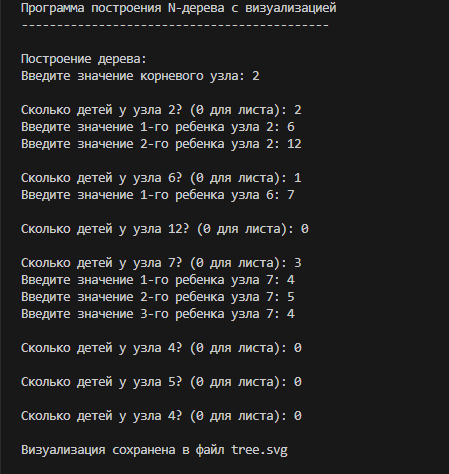 Программа построения N-дерева с визуализацией
--------------------------------------------
Построение дерева:
Введите значение корневого узла: 2
Сколько детей у узла 2? (0 для листа): 2
Введите значение 1-го ребенка узла 2: 6
Введите значение 2-го ребенка узла 2: 12
Сколько детей у узла 6? (0 для листа): 1
Введите значение 1-го ребенка узла 6: 7
Сколько детей у узла 12? (0 для листа): 0
Сколько детей у узла 7? (0 для листа): 3
Введите значение 1-го ребенка узла 7: 4
Введите значение 2-го ребенка узла 7: 5
Введите значение 3-го ребенка узла 7: 4
Сколько детей у узла 4? (0 для листа): 0
Сколько детей у узла 5? (0 для листа): 0
Сколько детей у узла 4? (0 для листа): 0
Визуализация сохранена в файл tree.svg